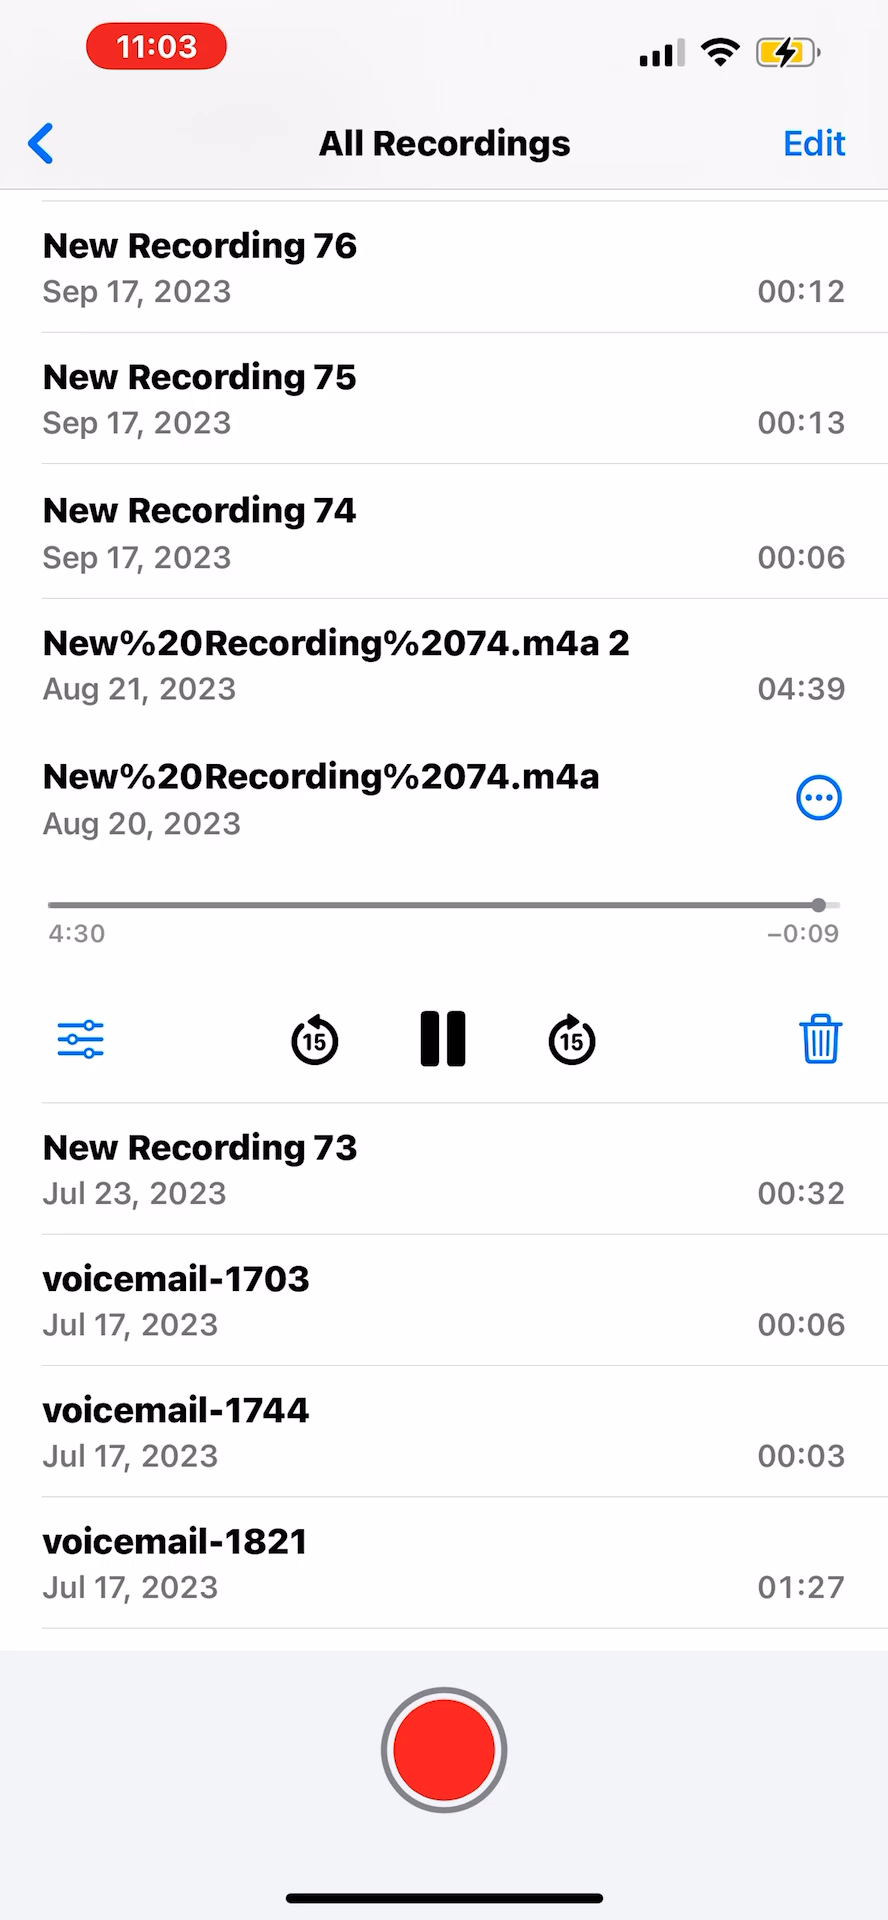 11:03
All Recordings
Edit
New Recording 76
Sep 17, 2023
00:12
New Recording 75
Sep 17, 2023
00:13
New Recording 74
Sep 17, 2023
00:06
New%20Recording%2074.m4a 2
Aug 21, 2023
04:39
New%20Recording%2074.m4a
Aug 20, 2023
4:30
–0:09
15
15
New Recording 73
Jul 23, 2023
00:32
voicemail-1703
Jul 17, 2023
00:06
voicemail-1744
Jul 17, 2023
00:03
voicemail-1821
Jul 17, 2023
01:27